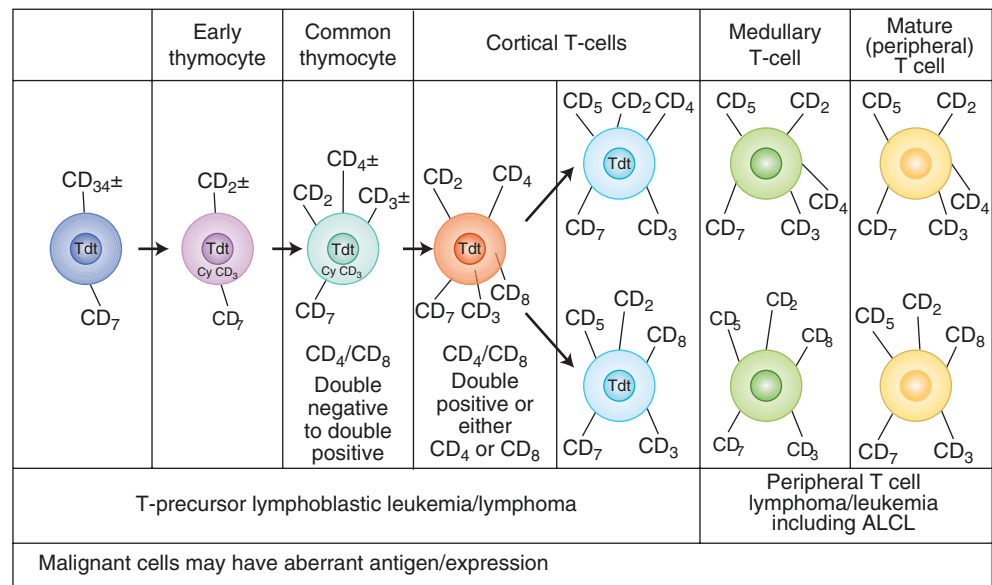 Early
thymocyte
Common
thymocyte
Cortical T-cells
Medullary
T-cell
Mature
(peripheral)
T cell
CD34±
Tdt
CD7
CD2±
Tdt
Cy CD3
CD7
CD4±
CD2
CD3±
Tdt
Cy CD3
CD7
CD4/CD8
Double
negative
to double
positive
CD2
CD4
Tdt
CD8
CD7
CD3
CD4/CD8
Double
positive or
either
CD4 or CD8
CD5
CD2
CD4
Tdt
CD7
CD3
CD2
CD5
CD8
Tdt
CD7
CD3
CD5
CD2
CD4
CD7
CD3
CD2
CD5
CD8
CD7
CD3
CD5
CD2
CD4
CD7
CD3
CD2
CD5
CD8
CD7
CD3
T-precursor lymphoblastic leukemia/lymphoma
Peripheral T cell
lymphoma/leukemia
including ALCL
Malignant cells may have aberrant antigen/expression